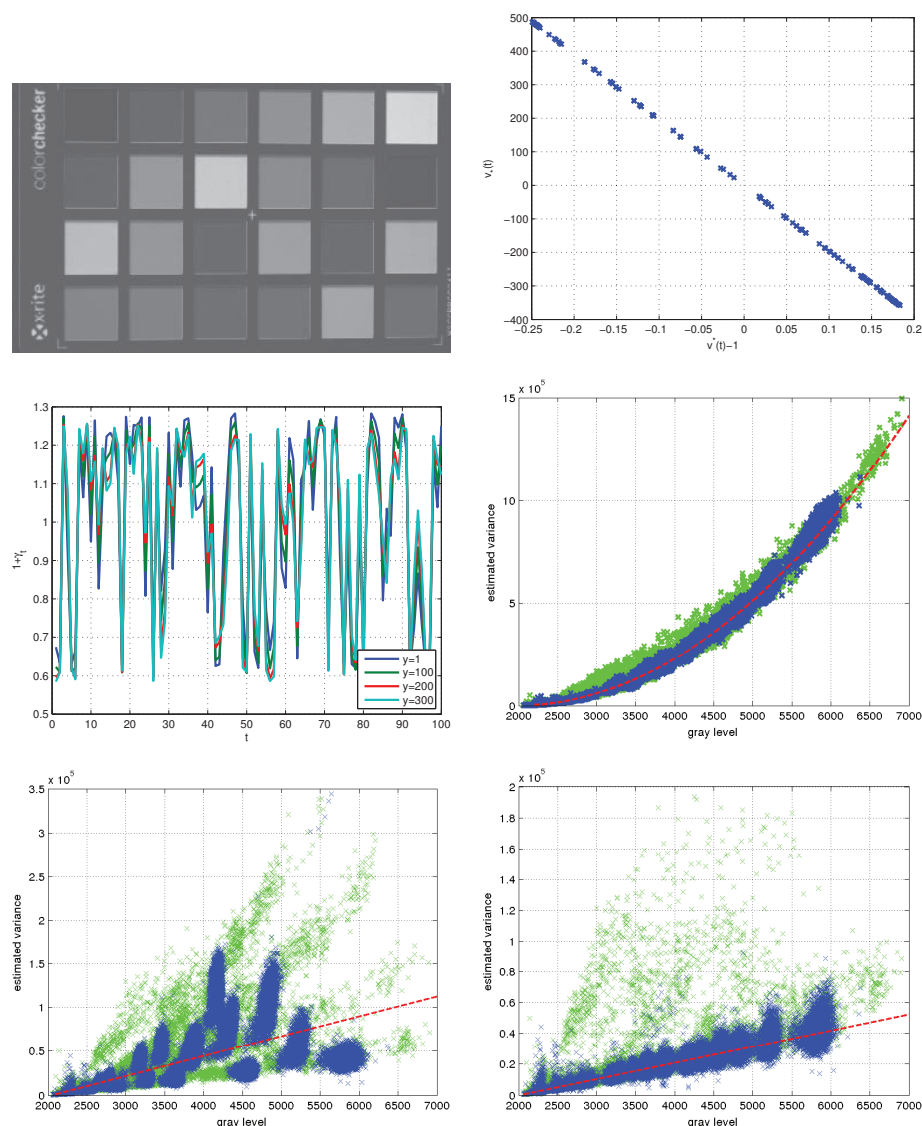 colorchecker
x-rite
500
400
300
200
100
0
−100
−200
−300
−400
v*(t)
−0.25 −0.2 −0.15 −0.1 −0.05 0 0.05 0.1 0.15 0.2
v*(t)−1
1.3
1.2
1.1
1
0.9
0.8
0.7
0.6
0.5
1+γt
0 10 20 30 40 50 60 70 80 90 100
t
y=1
y=100
y=200
y=300
x 10^5
15
10
5
0
estimated variance
2000 2500 3000 3500 4000 4500 5000 5500 6000 6500 7000
gray level
x 10^5
3.5
3
2.5
2
1.5
1
0.5
0
estimated variance
2000 2500 3000 3500 4000 4500 5000 5500 6000 6500 7000
gray level
x 10^5
2
1.8
1.6
1.4
1.2
1
0.8
0.6
0.4
0.2
0
estimated variance
2000 2500 3000 3500 4000 4500 5000 5500 6000 6500 7000
gray level